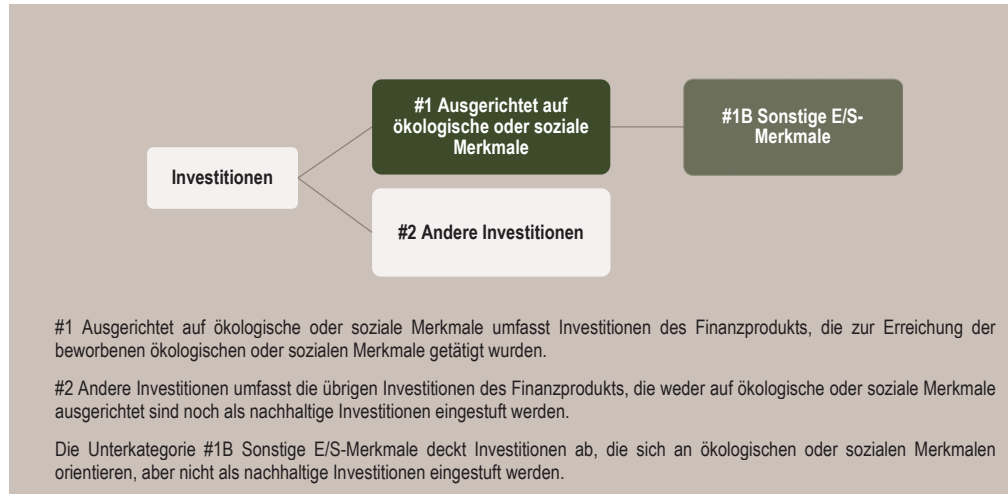 #1 Ausgerichtet auf
ökologische oder soziale
Merkmale
#1B Sonstige E/S-
Merkmale
Investitionen
#2 Andere Investitionen
#1 Ausgerichtet auf ökologische oder soziale Merkmale umfasst Investitionen des Finanzprodukts, die zur Erreichung der
beworbenen ökologischen oder sozialen Merkmale getätigt wurden.
#2 Andere Investitionen umfasst die übrigen Investitionen des Finanzprodukts, die weder auf ökologische oder soziale Merkmale
ausgerichtet sind noch als nachhaltige Investitionen eingestuft werden.
Die Unterkategorie #1B Sonstige E/S-Merkmale deckt Investitionen ab, die sich an ökologischen oder sozialen Merkmalen
orientieren, aber nicht als nachhaltige Investitionen eingestuft werden.